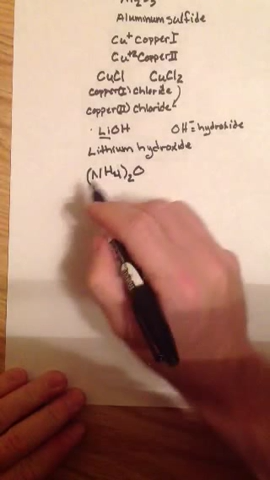 Aluminum sulfide
Cu⁺ Copper I
Cu⁺² Copper II
CuCl CuCl₂
copper(I) chloride
copper(II) chloride
LiOH OH⁻ = hydroxide
Lithium hydroxide
(NH₄)₂O